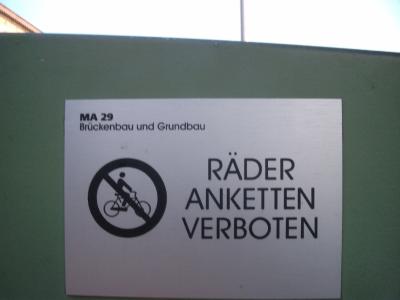 MA 29
Brückenbau und Grundbau
RÄDER
ANKETTEN
VERBOTEN